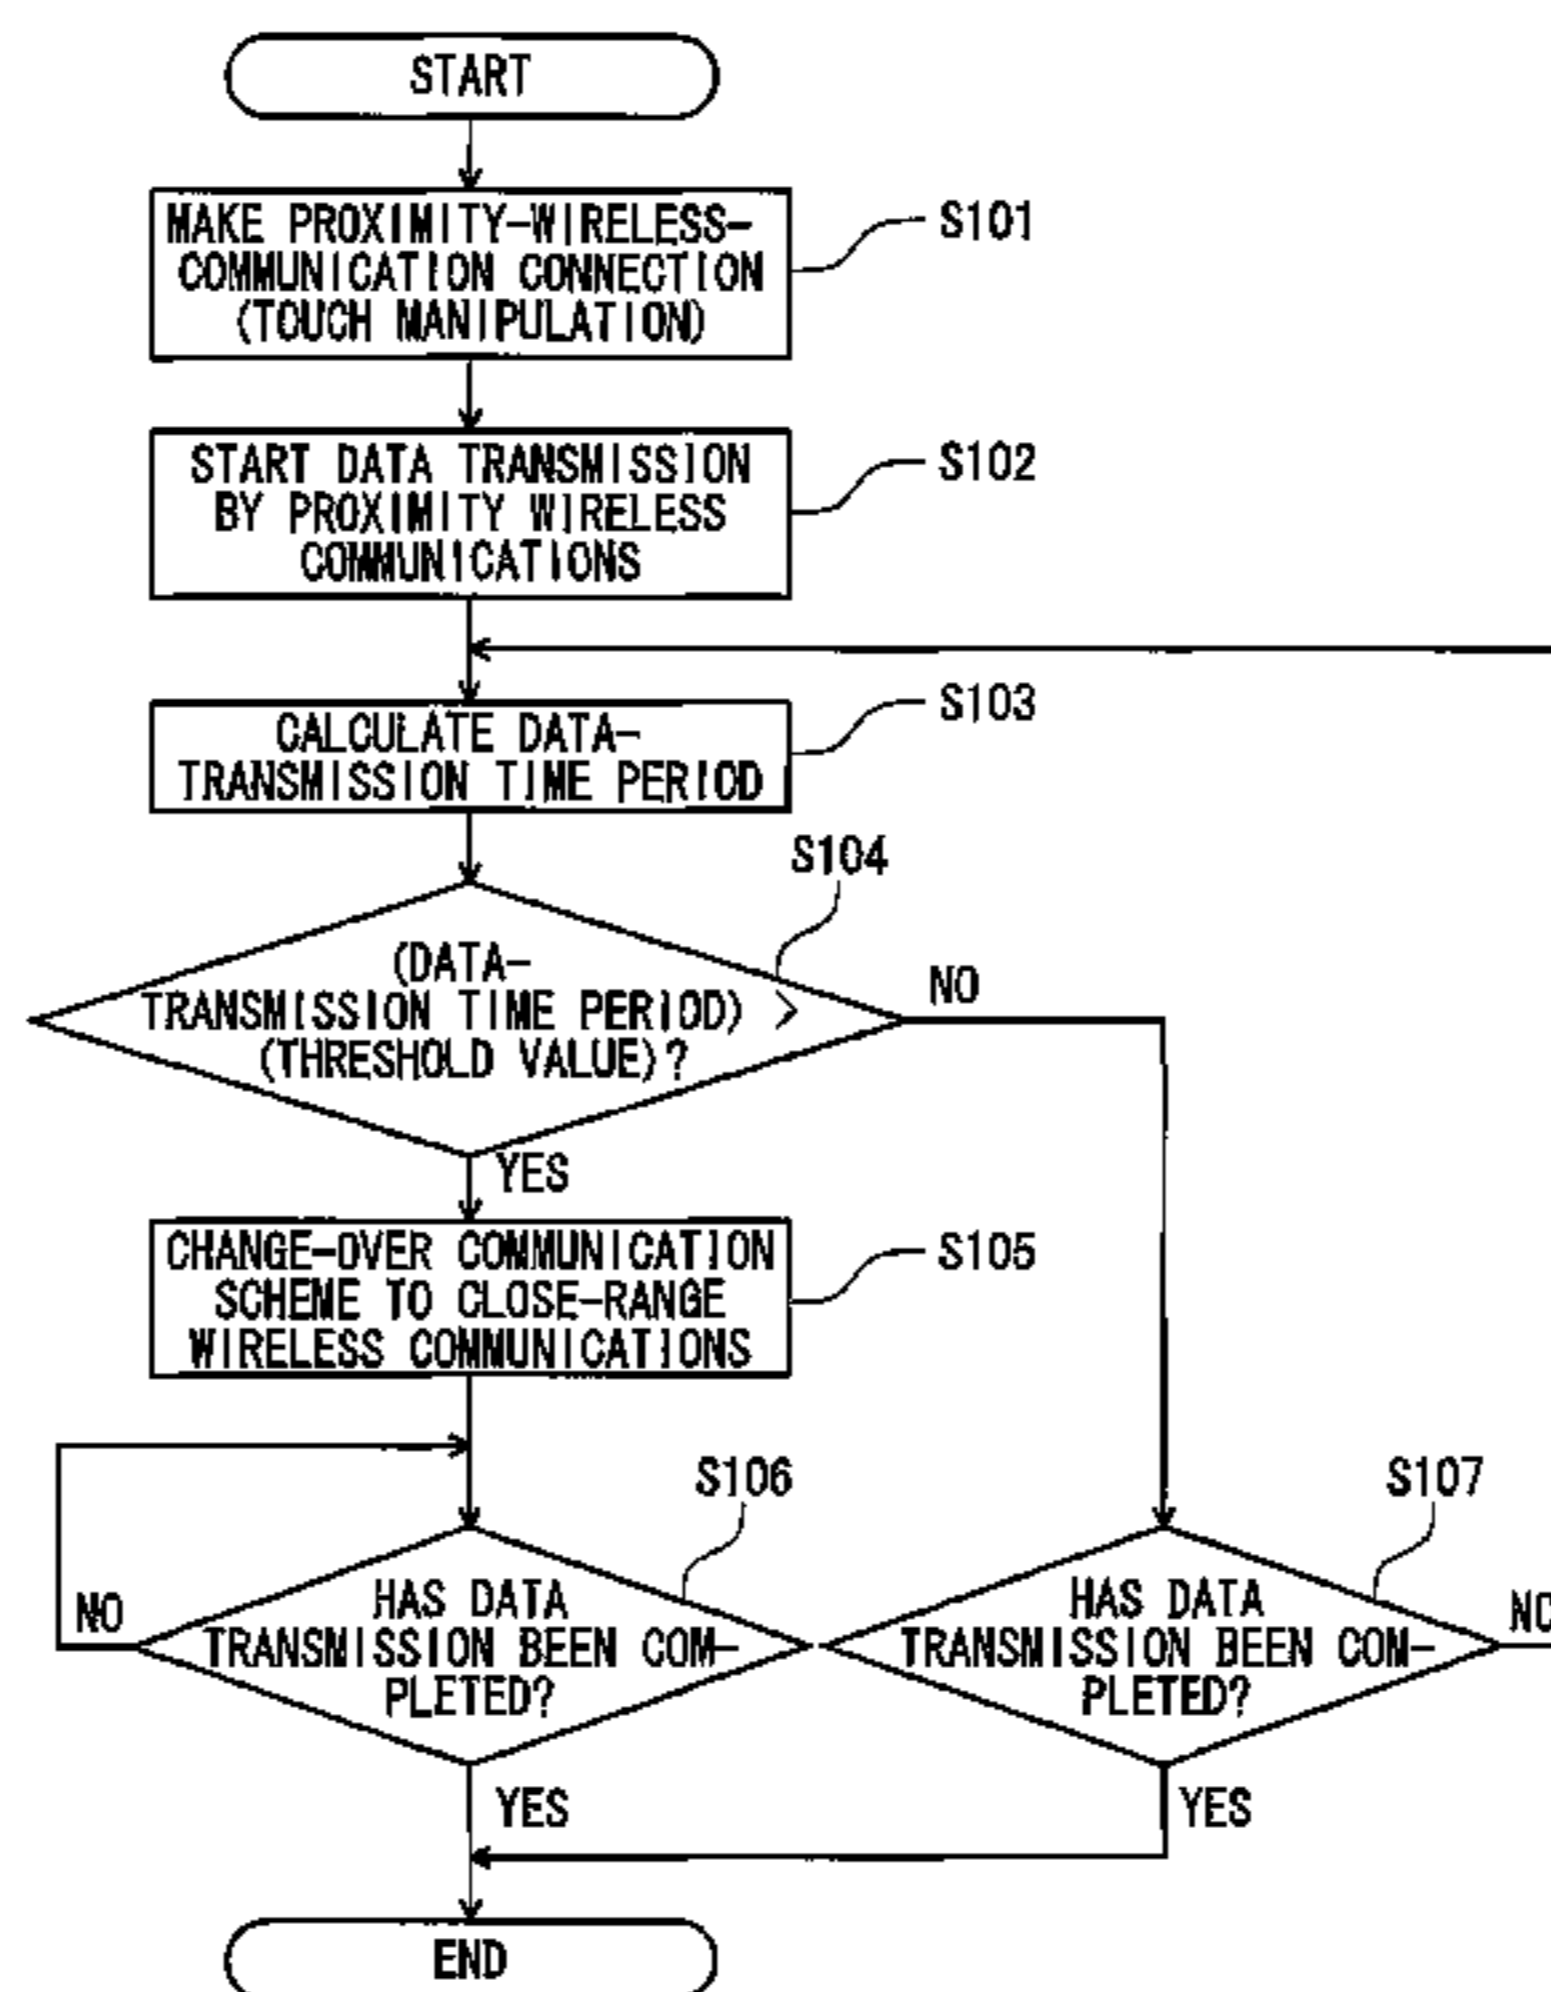 START
MAKE PROXIMITY-WIRELESS-
COMMUNICATION CONNECTION
(TOUCH MANIPULATION)
S101
START DATA TRANSMISSION
BY PROXIMITY WIRELESS
COMMUNICATIONS
S102
CALCULATE DATA-
TRANSMISSION TIME PERIOD
S103
S104
(DATA-
TRANSMISSION TIME PERIOD) >
(THRESHOLD VALUE)?
NO
YES
CHANGE-OVER COMMUNICATION
SCHEME TO CLOSE-RANGE
WIRELESS COMMUNICATIONS
S105
S106
HAS DATA
TRANSMISSION BEEN COM-
PLETED?
NO
YES
S107
HAS DATA
TRANSMISSION BEEN COM-
PLETED?
NO
YES
END